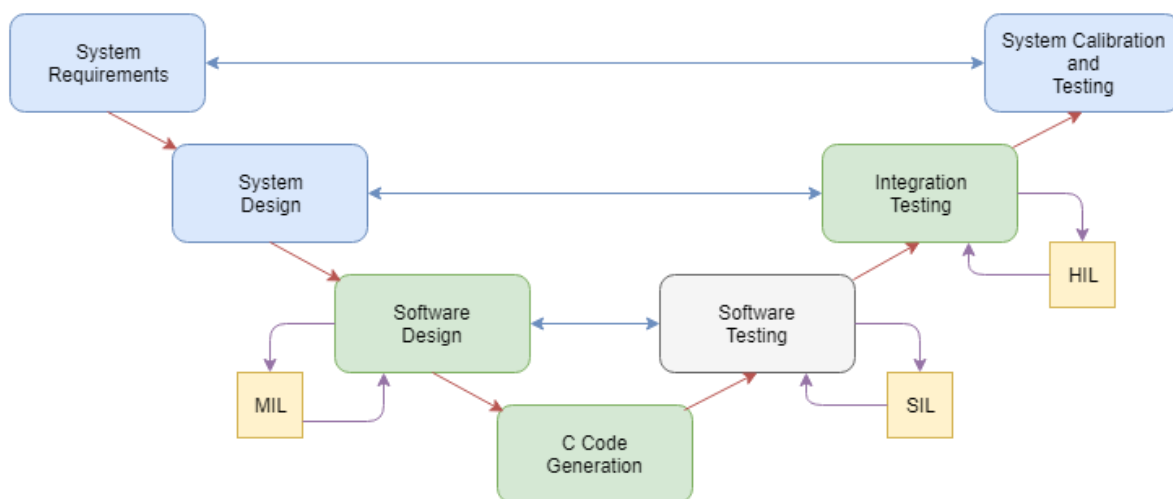 System
Requirements
System Calibration
and
Testing
System
Design
Integration
Testing
HIL
Software
Design
Software
Testing
MIL
SIL
C Code
Generation